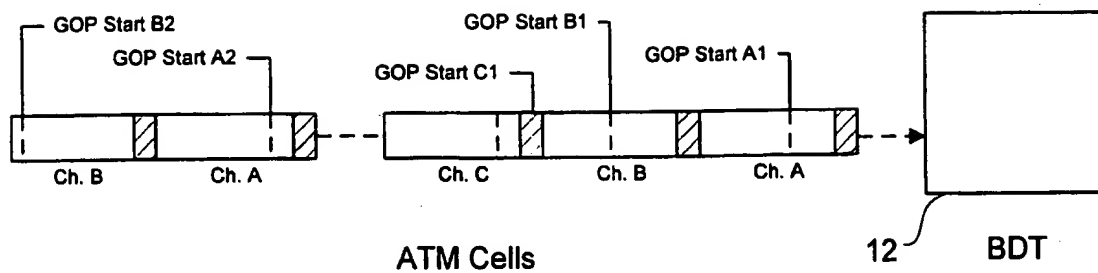 GOP Start B2
GOP Start A2
GOP Start B1
GOP Start C1
GOP Start A1
Ch. B
Ch. A
Ch. C
Ch. B
Ch. A
ATM Cells
12
BDT